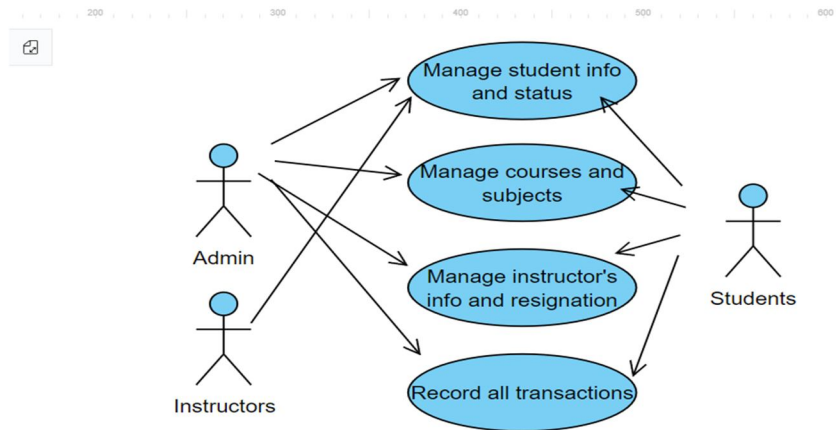 200 300 400 500 600
Manage student info
and status
Manage courses and
subjects
Admin
Manage instructor's
info and resignation
Students
Record all transactions
Instructors